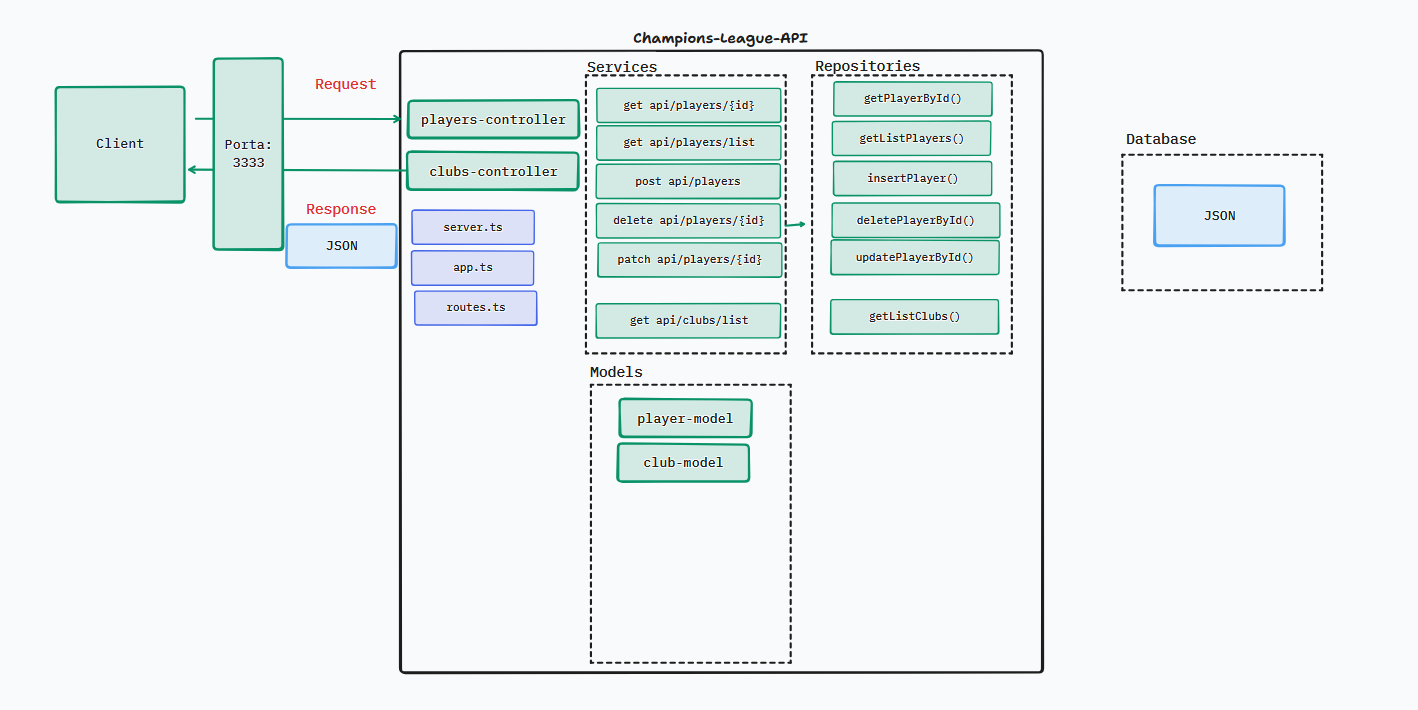 Champions-League-API
Client
Porta:
3333
Request
Response
JSON
players-controller
clubs-controller
server.ts
app.ts
routes.ts
Services
get api/players/{id}
get api/players/list
post api/players
delete api/players/{id}
patch api/players/{id}
get api/clubs/list
Repositories
getPlayerById()
getListPlayers()
insertPlayer()
deletePlayerById()
updatePlayerById()
getListClubs()
Models
player-model
club-model
Database
JSON